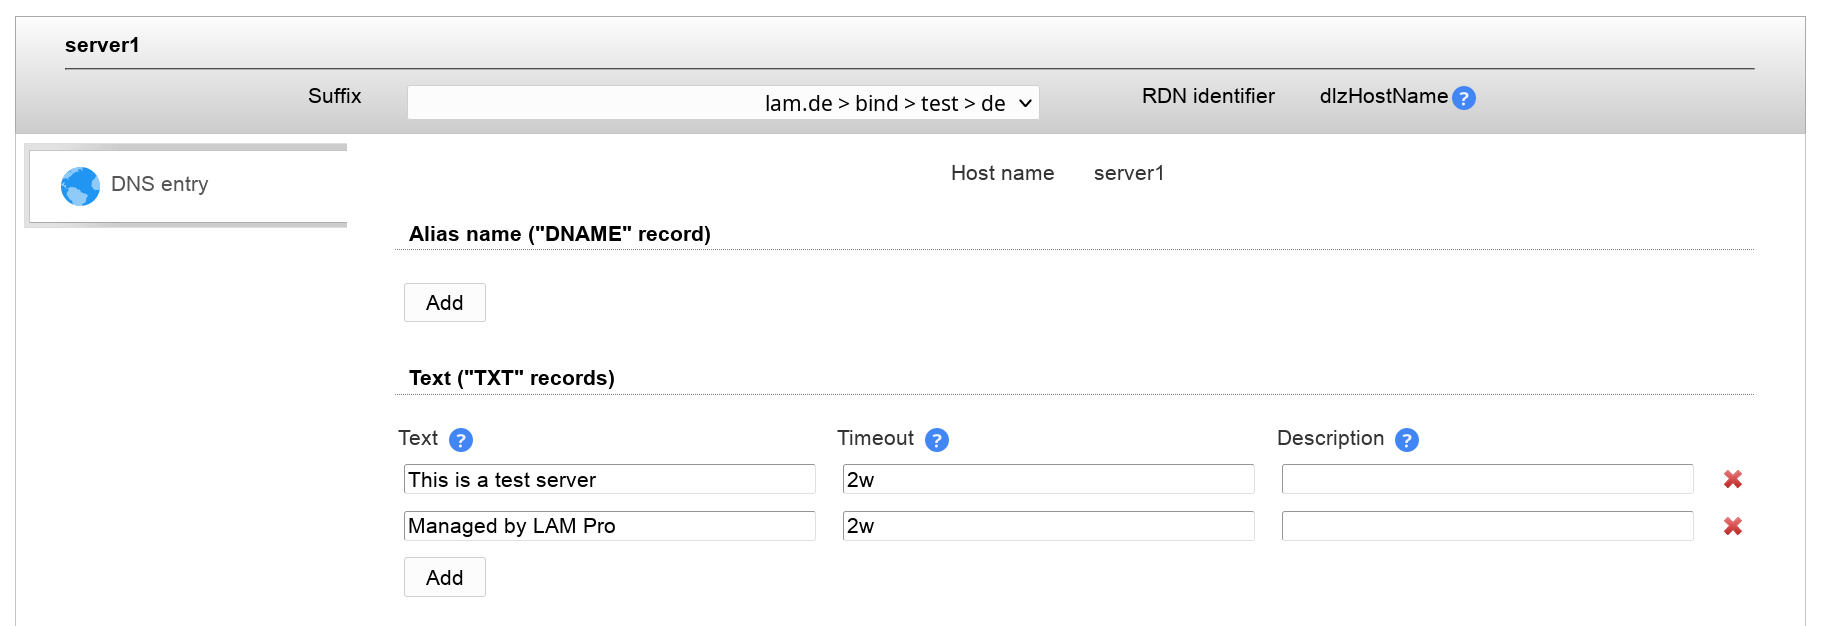 server1
Suffix lam.de > bind > test > de RDN identifier dlzHostName ?
DNS entry
Host name server1
Alias name ("DNAME" record)
Add
Text ("TXT" records)
Text ? Timeout ? Description ?
This is a test server 2w
Managed by LAM Pro 2w
Add